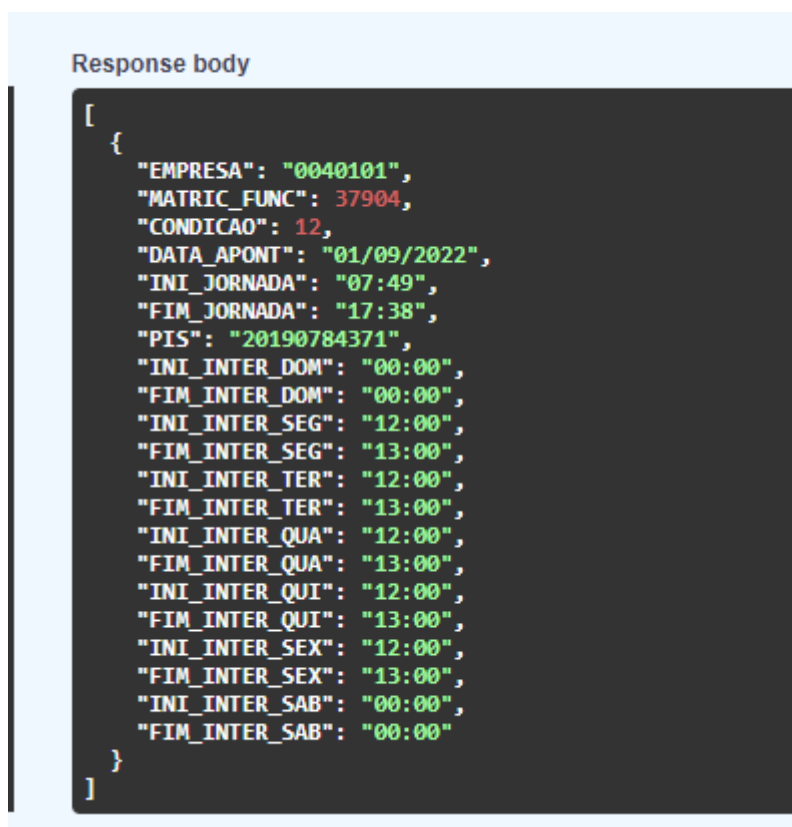 Response body
[
  {
    "EMPRESA": "0040101",
    "MATRIC_FUNC": 37904,
    "CONDICAO": 12,
    "DATA_APONT": "01/09/2022",
    "INI_JORNADA": "07:49",
    "FIM_JORNADA": "17:38",
    "PIS": "20190784371",
    "INI_INTER_DOM": "00:00",
    "FIM_INTER_DOM": "00:00",
    "INI_INTER_SEG": "12:00",
    "FIM_INTER_SEG": "13:00",
    "INI_INTER_TER": "12:00",
    "FIM_INTER_TER": "13:00",
    "INI_INTER_QUA": "12:00",
    "FIM_INTER_QUA": "13:00",
    "INI_INTER_QUI": "12:00",
    "FIM_INTER_QUI": "13:00",
    "INI_INTER_SEX": "12:00",
    "FIM_INTER_SEX": "13:00",
    "INI_INTER_SAB": "00:00",
    "FIM_INTER_SAB": "00:00"
  }
]